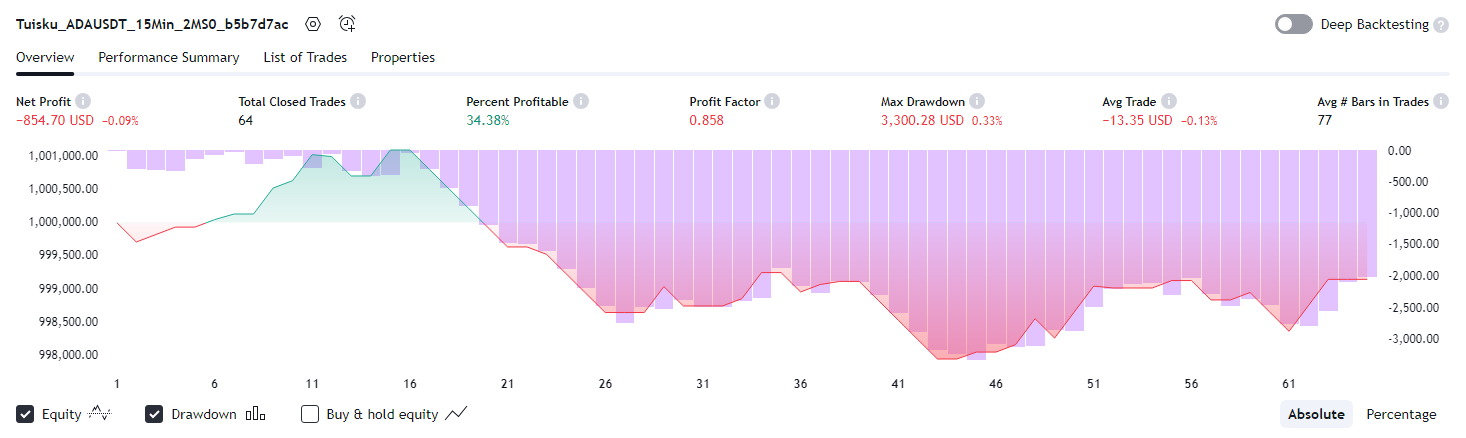 Tuisku_ADAUSDT_15Min_2MS0_b5b7d7ac Deep Backtesting ?
Overview Performance Summary List of Trades Properties
Net Profit Total Closed Trades Percent Profitable Profit Factor Max Drawdown Avg Trade Avg # Bars in Trades
−854.70 USD −0.09% 64 34.38% 0.858 3,300.28 USD 0.33% −13.35 USD −0.13% 77
1,001,000.00 0.00
1,000,500.00 -500.00
1,000,000.00 -1,000.00
999,500.00 -1,500.00
999,000.00 -2,000.00
998,500.00 -2,500.00
998,000.00 -3,000.00
1 6 11 16 21 26 31 36 41 46 51 56 61
Equity Drawdown Buy & hold equity Absolute Percentage